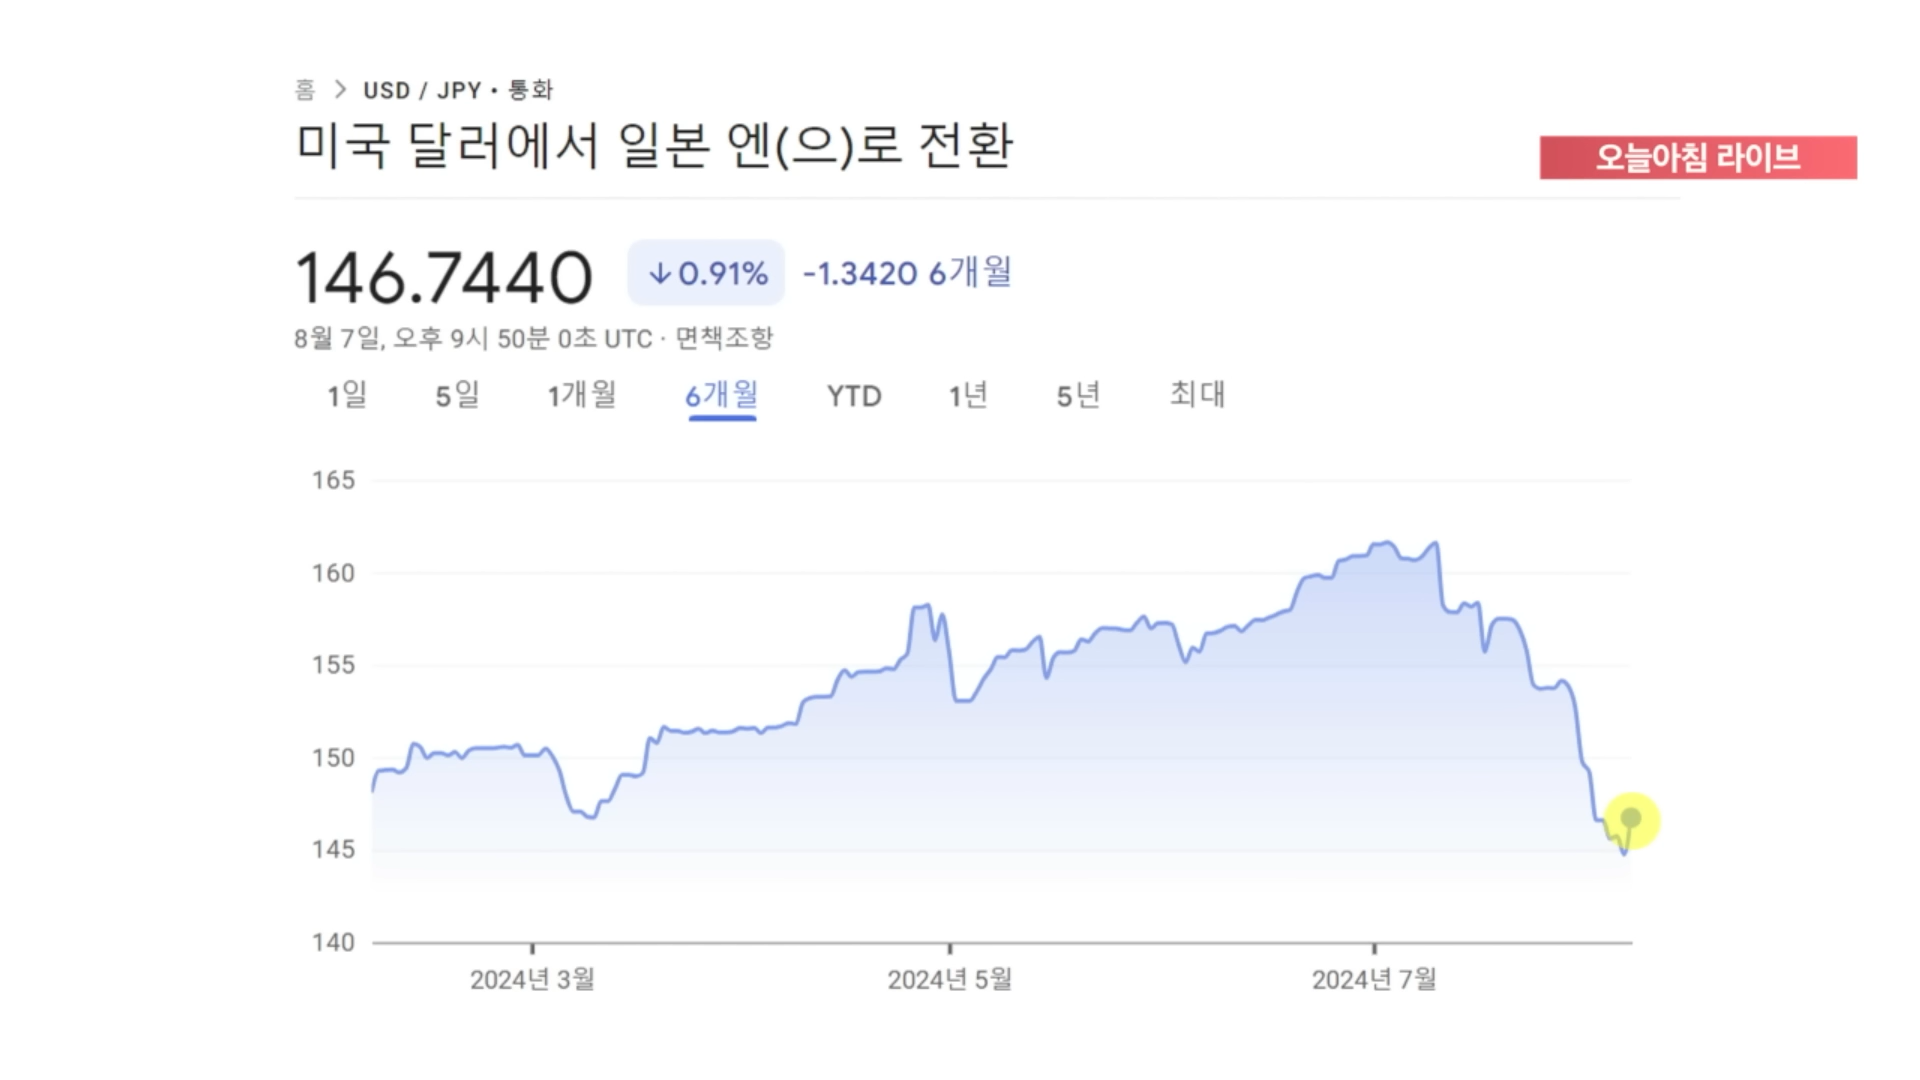 홈 > USD / JPY • 통화
미국 달러에서 일본 엔(으)로 전환
오늘아침 라이브
146.7440 ↓0.91% -1.3420 6개월
8월 7일, 오후 9시 50분 0초 UTC · 면책조항
1일 5일 1개월 6개월 YTD 1년 5년 최대
165
160
155
150
145
140
2024년 3월 2024년 5월 2024년 7월